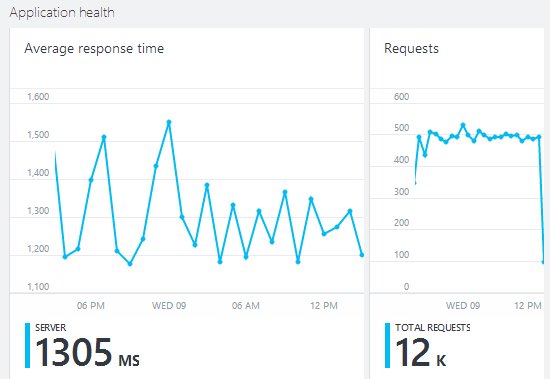 Application health
Average response time
1,600
1,500
1,400
1,300
1,200
1,100
06 PM WED 09 06 AM 12 PM
SERVER
1305 MS
Requests
600
500
400
300
200
100
0
WED 09 12 PM
TOTAL REQUESTS
12 K